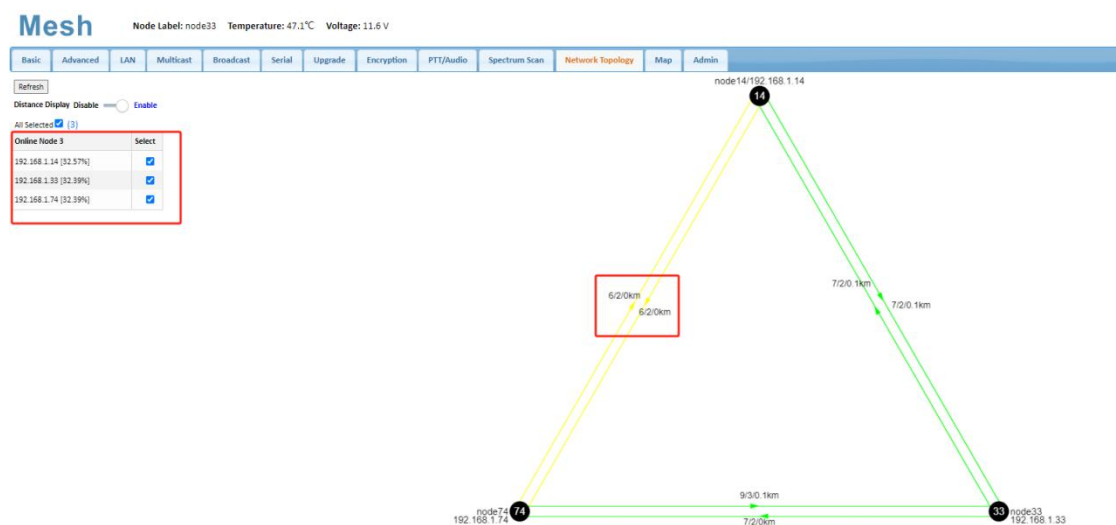 Mesh
Node Label: node33 Temperature: 47.1℃ Voltage: 11.6 V
Basic Advanced LAN Multicast Broadcast Serial Upgrade Encryption PTT/Audio Spectrum Scan Network Topology Map Admin
Refresh
Distance Display Disable Enable
All Selected (3)
Online Node 3 Select
192.168.1.14 [32.57%]
192.168.1.33 [32.39%]
192.168.1.74 [32.39%]
node14/192.168.1.14
14
7/2/0.1km
6/2/0km
7/2/0.1km
6/2/0km
9/3/0.1km
node74 74
192.168.1.74
33 node33
192.168.1.33
7/2/0km